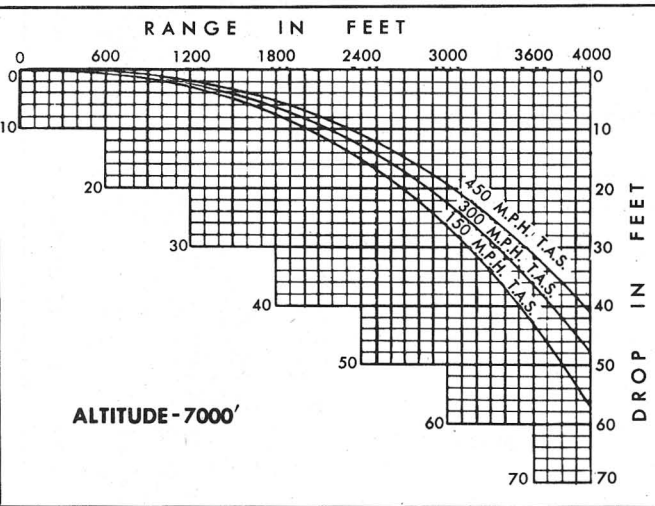 RANGE IN FEET
0 600 1200 1800 2400 3000 3600 4000
0 0
10 10
20 20
30 30
40 40
50 50
60 60
70 70
450 M.P.H. T.A.S.
300 M.P.H. T.A.S.
150 M.P.H. T.A.S.
DROP IN FEET
ALTITUDE-7000′